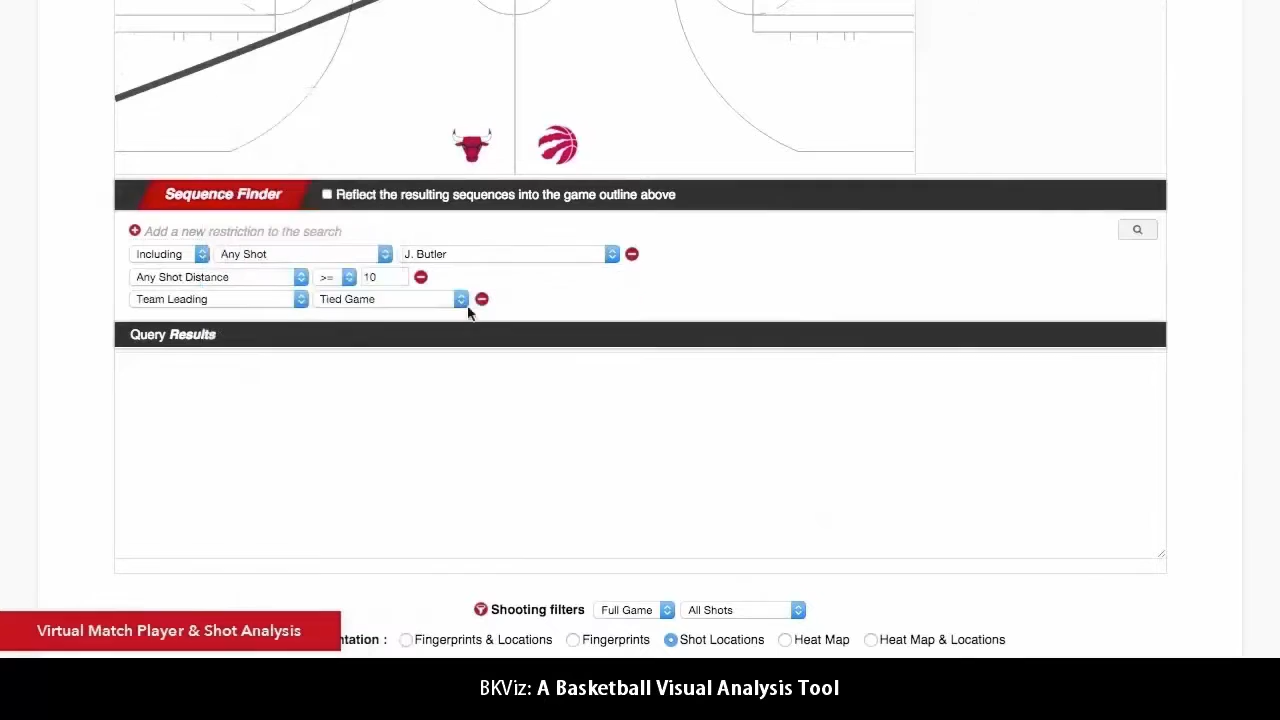 Sequence Finder Reflect the resulting sequences into the game outline above
Add a new restriction to the search
Including Any Shot J. Butler
Any Shot Distance >= 10
Team Leading Tied Game
Query Results
Shooting filters Full Game All Shots
Virtual Match Player & Shot Analysis
ntation : Fingerprints & Locations Fingerprints Shot Locations Heat Map Heat Map & Locations
BKViz: A Basketball Visual Analysis Tool